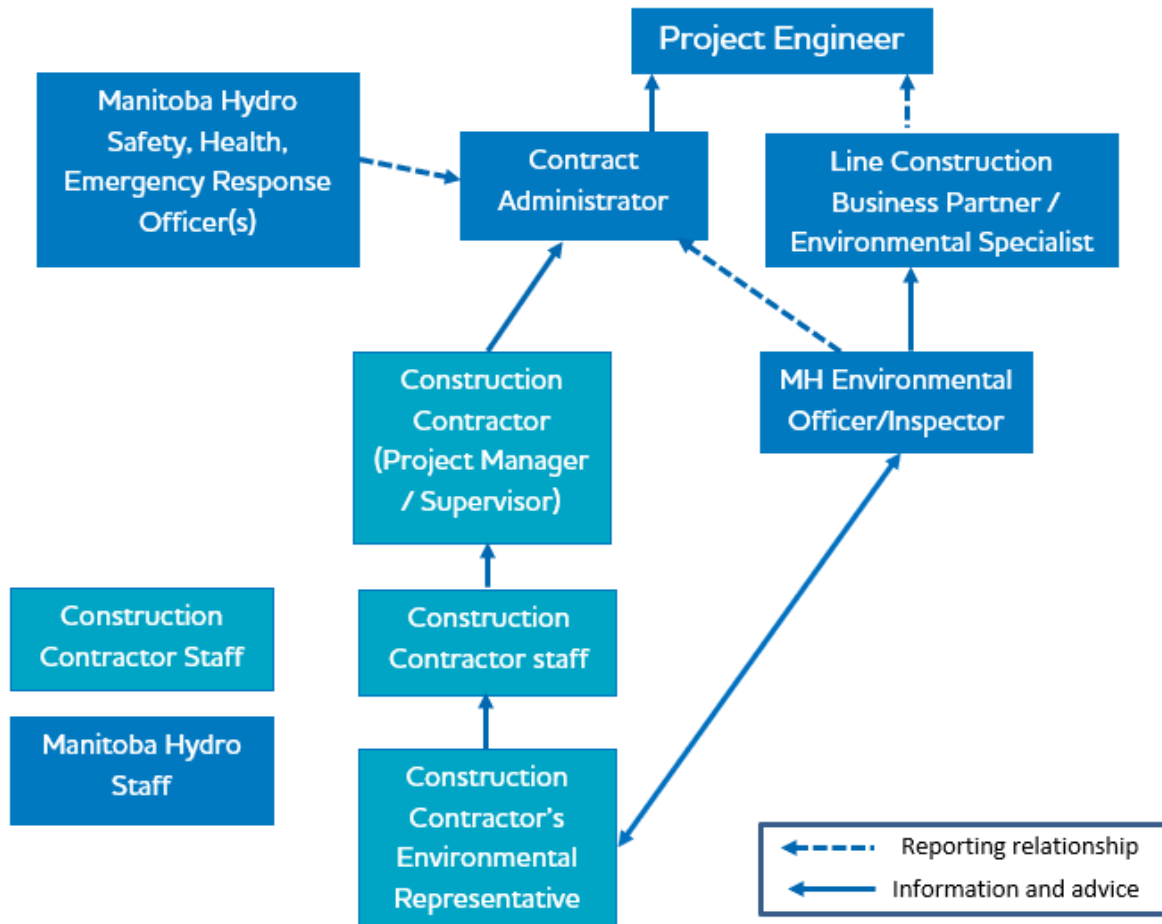 Project Engineer
Manitoba Hydro
Safety, Health,
Emergency Response
Officer(s)
Contract
Administrator
Line Construction
Business Partner /
Environmental Specialist
Construction
Contractor
(Project Manager
/ Supervisor)
MH Environmental
Officer/Inspector
Construction
Contractor Staff
Construction
Contractor staff
Manitoba Hydro
Staff
Construction
Contractor's
Environmental
Representative
Reporting relationship
Information and advice